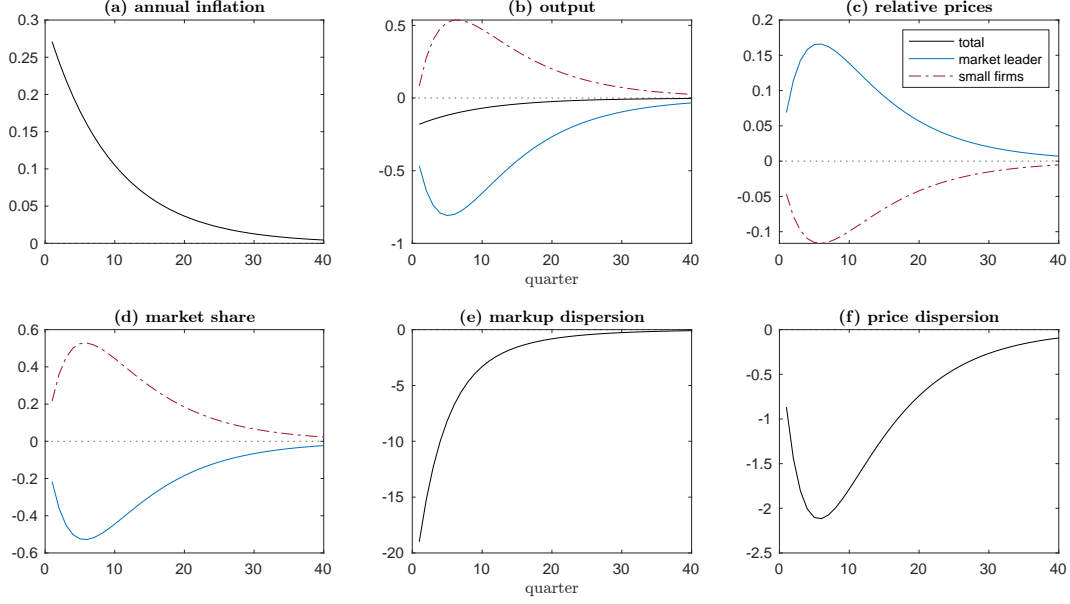 (a) annual inflation
0.3
0.25
0.2
0.15
0.1
0.05
0
0 10 20 30 40
(b) output
0.5
0
-0.5
-1
0 10 20 30 40
quarter
(c) relative prices
0.2
0.15
0.1
0.05
0
-0.05
-0.1
0 10 20 30 40
total
market leader
small firms
(d) market share
0.6
0.4
0.2
0
-0.2
-0.4
-0.6
0 10 20 30 40
(e) markup dispersion
0
-5
-10
-15
-20
0 10 20 30 40
quarter
(f) price dispersion
0
-0.5
-1
-1.5
-2
-2.5
0 10 20 30 40